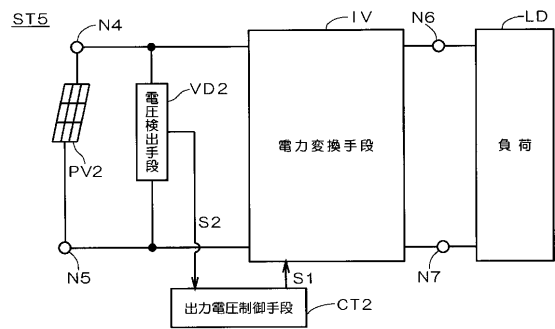 ST5
N4
IV
N6
LD
VD2
電圧検出手段
PV2
電力変換手段
負荷
S2
N5
S1
N7
出力電圧制御手段
CT2